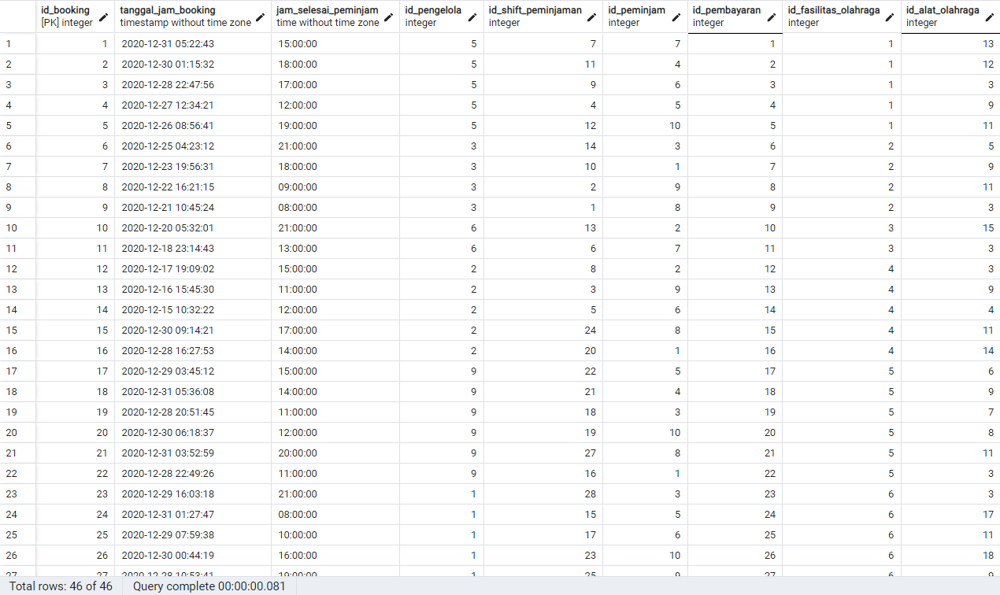 id_booking tanggal_jam_booking jam_selesai_peminjam id_pengelola id_shift_peminjaman id_peminjam id_pembayaran id_fasilitas_olahraga id_alat_olahraga
[PK] integer timestamp without time zone time without time zone integer integer integer integer integer integer
1 1 2020-12-31 05:22:43 15:00:00 5 7 7 1 1 13
2 2 2020-12-30 01:15:32 18:00:00 5 11 4 2 1 12
3 3 2020-12-28 22:47:56 17:00:00 5 9 6 3 1 3
4 4 2020-12-27 12:34:21 12:00:00 5 4 5 4 1 9
5 5 2020-12-26 08:56:41 19:00:00 5 12 10 5 1 11
6 6 2020-12-25 04:23:12 21:00:00 3 14 3 6 2 5
7 7 2020-12-23 19:56:31 18:00:00 3 10 1 7 2 9
8 8 2020-12-22 16:21:15 09:00:00 3 2 9 8 2 11
9 9 2020-12-21 10:45:24 08:00:00 3 1 8 9 2 3
10 10 2020-12-20 05:32:01 21:00:00 6 13 2 10 3 15
11 11 2020-12-18 23:14:43 13:00:00 6 6 7 11 3 3
12 12 2020-12-17 19:09:02 15:00:00 2 8 2 12 4 3
13 13 2020-12-16 15:45:30 11:00:00 2 3 9 13 4 9
14 14 2020-12-15 10:32:22 12:00:00 2 5 6 14 4 4
15 15 2020-12-30 09:14:21 17:00:00 2 24 8 15 4 11
16 16 2020-12-28 16:27:53 14:00:00 2 20 1 16 4 14
17 17 2020-12-29 03:45:12 15:00:00 9 22 5 17 5 6
18 18 2020-12-31 05:36:08 14:00:00 9 21 4 18 5 9
19 19 2020-12-28 20:51:45 11:00:00 9 18 3 19 5 7
20 20 2020-12-30 06:18:37 12:00:00 9 19 10 20 5 8
21 21 2020-12-31 03:52:59 20:00:00 9 27 8 21 5 11
22 22 2020-12-28 22:49:26 11:00:00 9 16 1 22 5 3
23 23 2020-12-29 16:03:18 21:00:00 1 28 3 23 6 3
24 24 2020-12-31 01:27:47 08:00:00 1 15 5 24 6 17
25 25 2020-12-29 07:59:38 10:00:00 1 17 6 25 6 11
26 26 2020-12-30 00:44:19 16:00:00 1 23 10 26 6 18
27 27 2020-12-28 10:53:41 19:00:00 1 25 9 27 6 9
Total rows: 46 of 46 Query complete 00:00:00.081